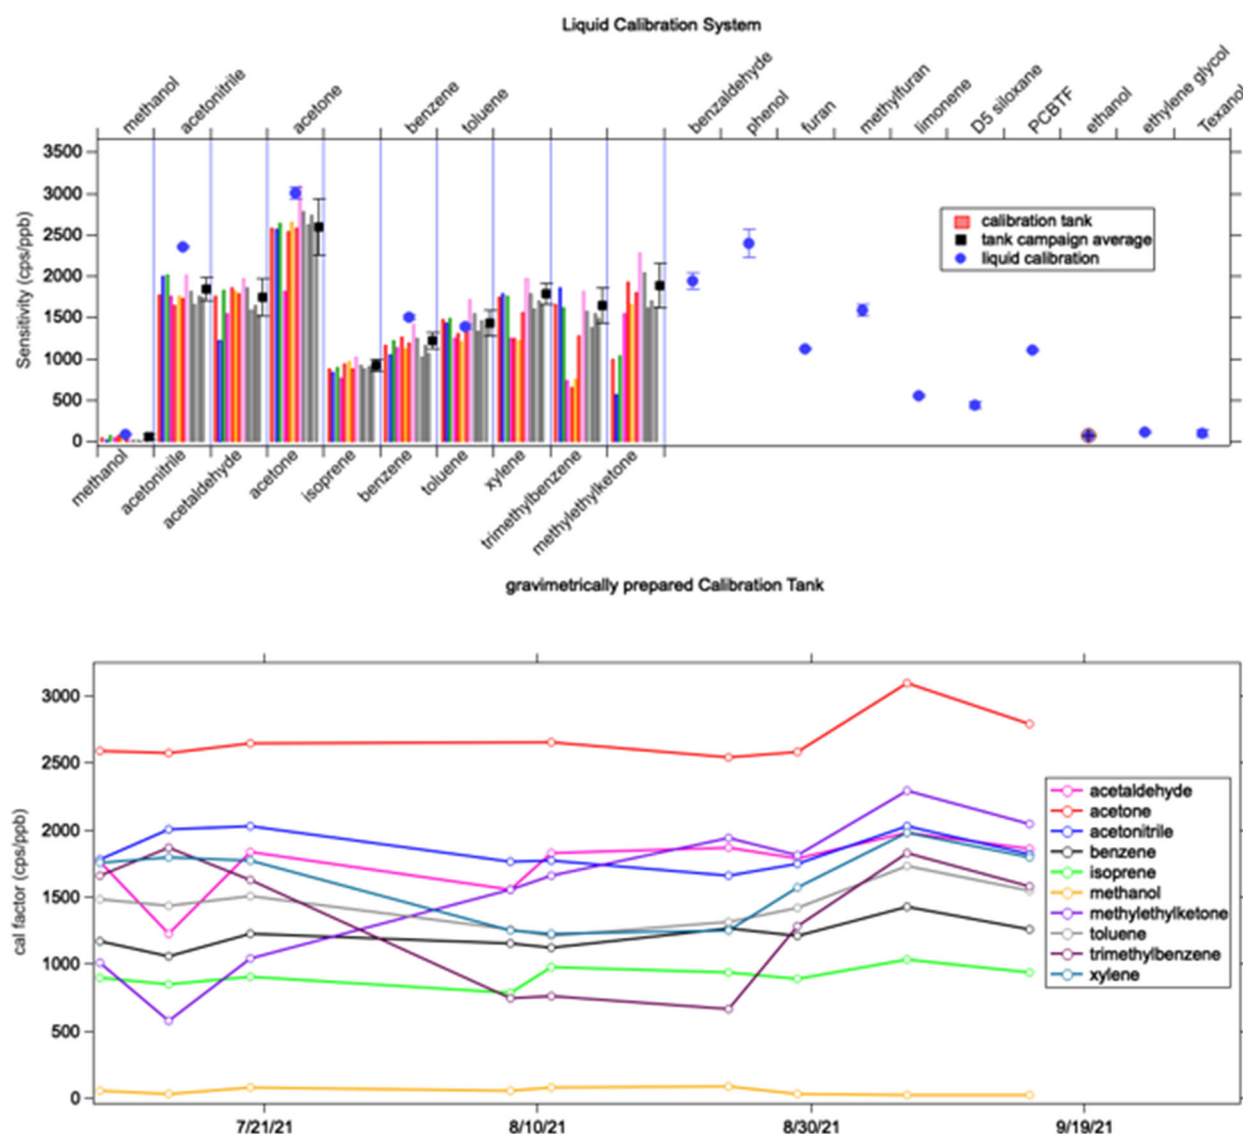 Liquid Calibration System
methanol
acetonitrile
acetone
benzene
toluene
benzaldehyde
phenol
furan
methylfuran
limonene
D5 siloxane
PCBTF
ethanol
ethylene glycol
Texanol
Sensitivity (cps/ppb)
3500
3000
2500
2000
1500
1000
500
0
calibration tank
tank campaign average
liquid calibration
methanol
acetonitrile
acetaldehyde
acetone
isoprene
benzene
toluene
xylene
trimethylbenzene
methylethylketone
gravimetrically prepared Calibration Tank
cal factor (cps/ppb)
3000
2500
2000
1500
1000
500
0
acetaldehyde
acetone
acetonitrile
benzene
isoprene
methanol
methylethylketone
toluene
trimethylbenzene
xylene
7/21/21
8/10/21
8/30/21
9/19/21